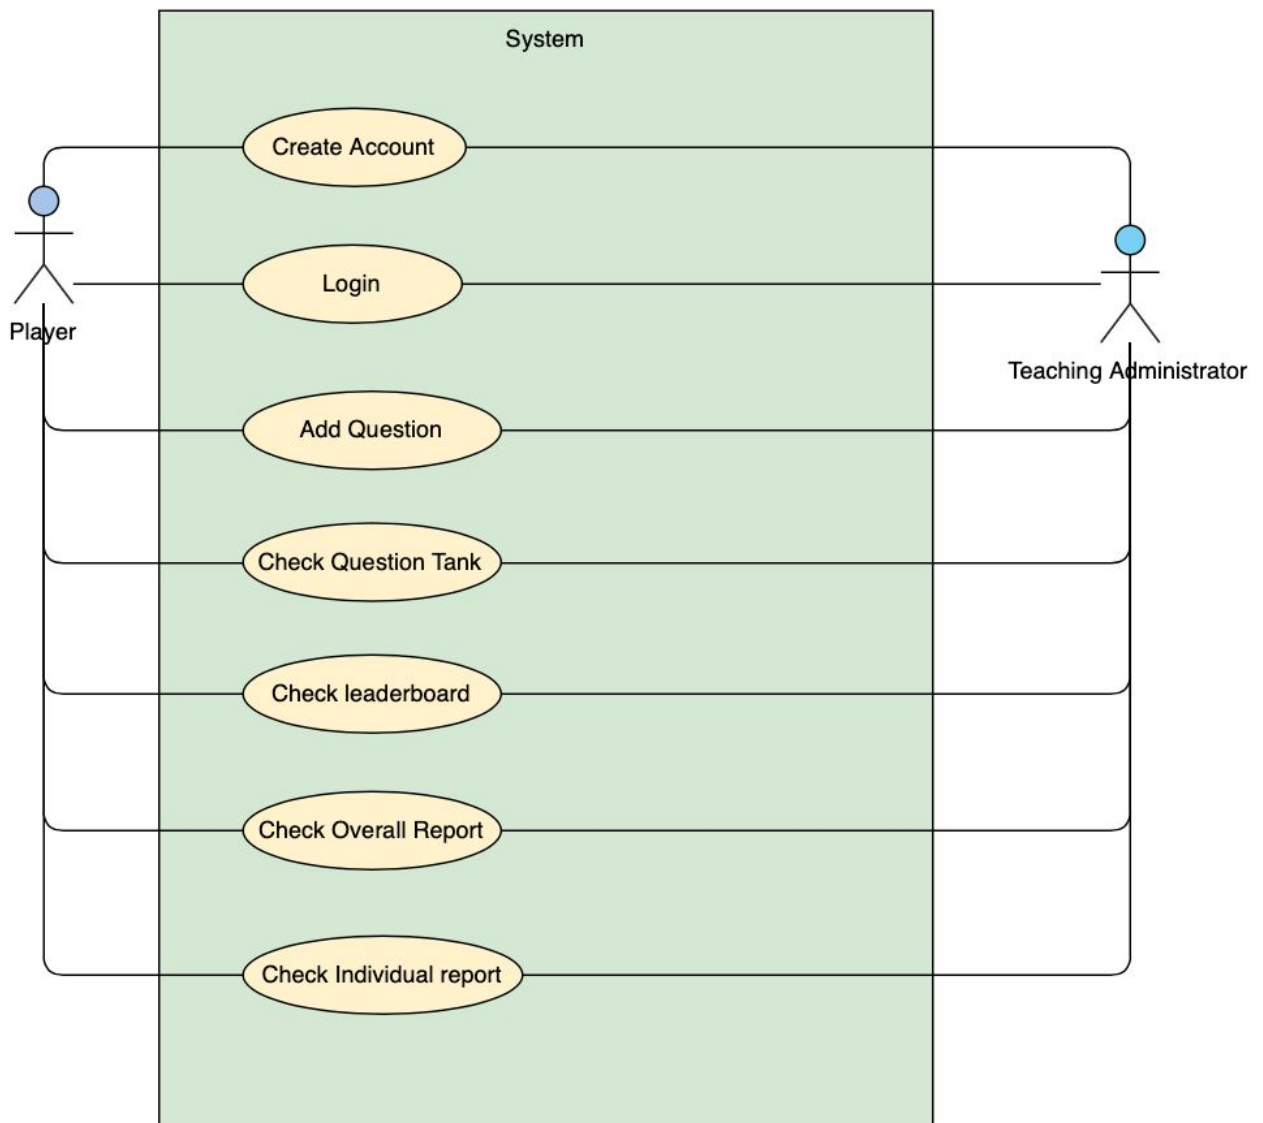 System
Create Account
Login
Player
Teaching Administrator
Add Question
Check Question Tank
Check leaderboard
Check Overall Report
Check Individual report